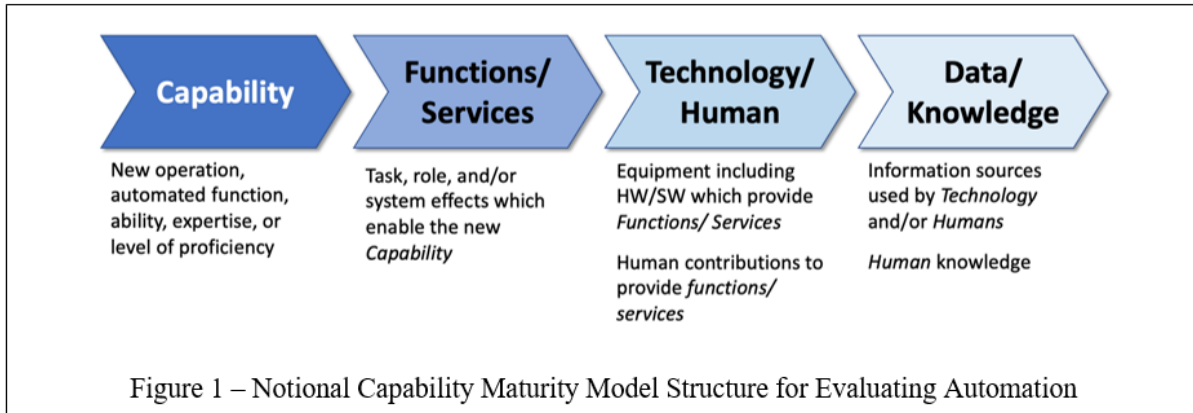 Capability
Functions/
Services
Technology/
Human
Data/
Knowledge
New operation,
automated function,
ability, expertise, or
level of proficiency
Task, role, and/or
system effects which
enable the new
Capability
Equipment including
HW/SW which provide
Functions/ Services
Human contributions to
provide functions/
services
Information sources
used by Technology
and/or Humans
Human knowledge
Figure 1 – Notional Capability Maturity Model Structure for Evaluating Automation